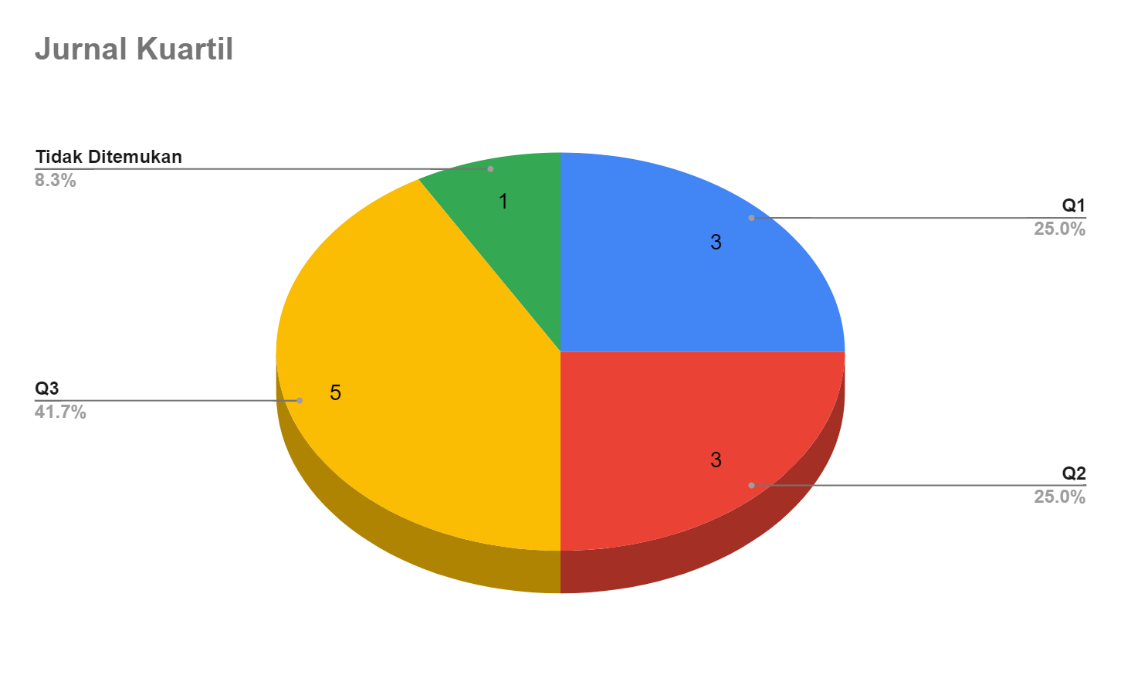 Jurnal Kuartil
Tidak Ditemukan
8.3%
1
Q1
25.0%
3
Q3
41.7%
5
3
Q2
25.0%